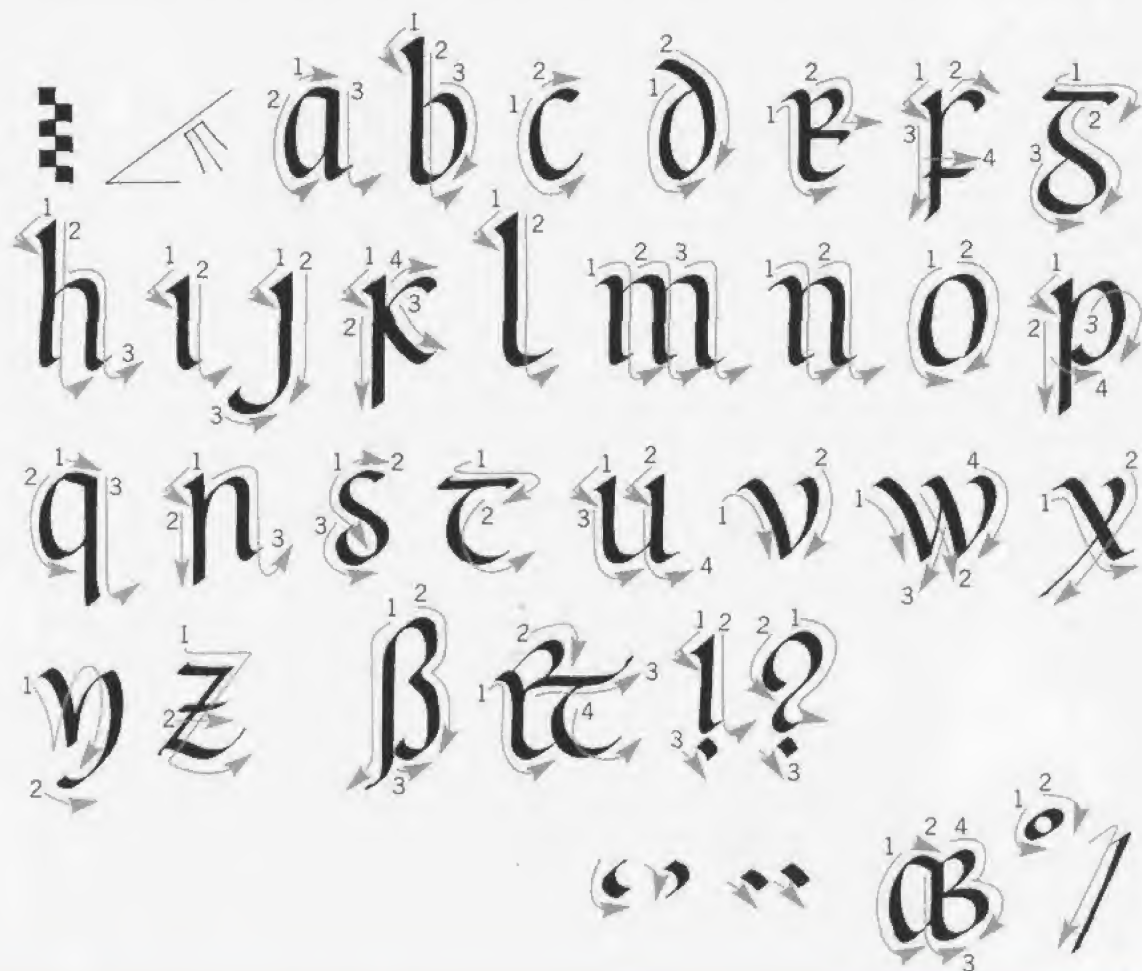 a b c d e f g
h ı j k l m n o p
q r s t u v w x
y z ß & ! ?
‘ ’ ¨ æ ° /